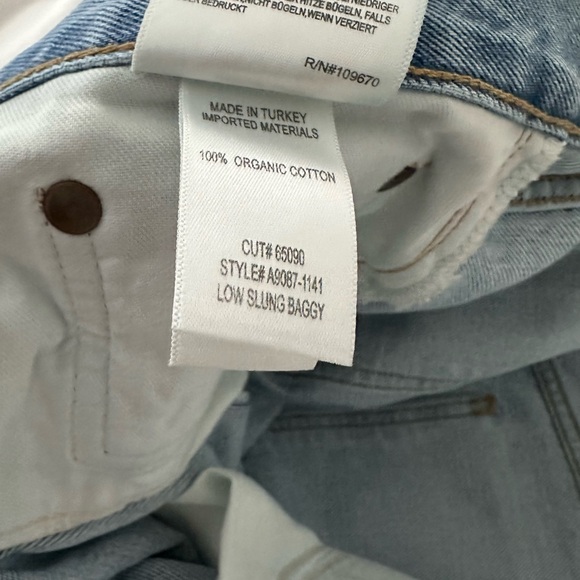 NIEDRIGER
HITZE BÜGELN, FALLS
NICHT BÜGELN,WENN VERZIERT
BEDRUCKT
R/N#109670
MADE IN TURKEY
IMPORTED MATERIALS
100% ORGANIC COTTON
CUT# 65090
STYLE# A9087-1141
LOW SLUNG BAGGY